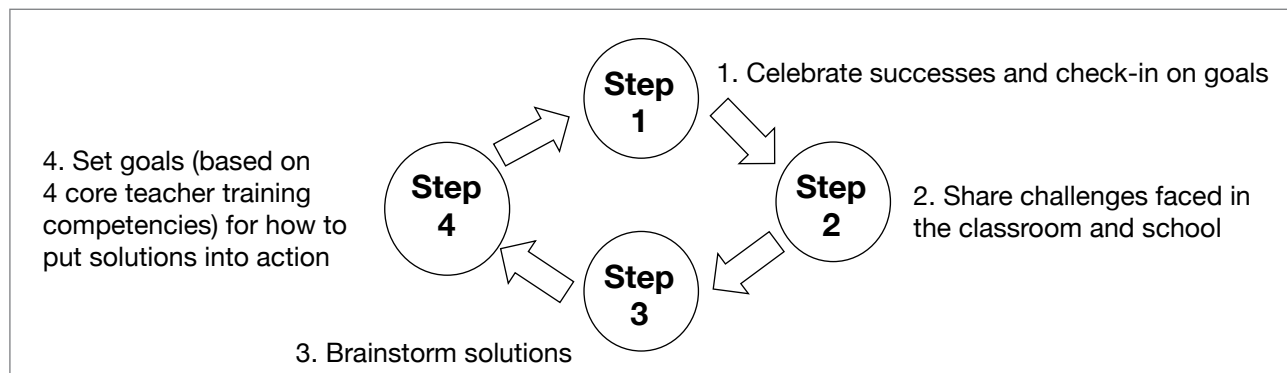 Step
1
1. Celebrate successes and check-in on goals
Step
2
2. Share challenges faced in
the classroom and school
Step
3
3. Brainstorm solutions
Step
4
4. Set goals (based on
4 core teacher training
competencies) for how to
put solutions into action